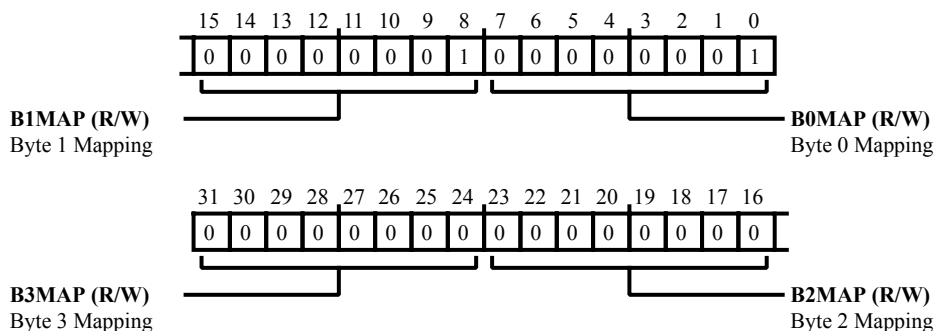 15 14 13 12 11 10 9 8 7 6 5 4 3 2 1 0
0 0 0 0 0 0 0 1 0 0 0 0 0 0 0 1
B1MAP (R/W) B0MAP (R/W)
Byte 1 Mapping Byte 0 Mapping
31 30 29 28 27 26 25 24 23 22 21 20 19 18 17 16
0 0 0 0 0 0 0 0 0 0 0 0 0 0 0 0
B3MAP (R/W) B2MAP (R/W)
Byte 3 Mapping Byte 2 Mapping